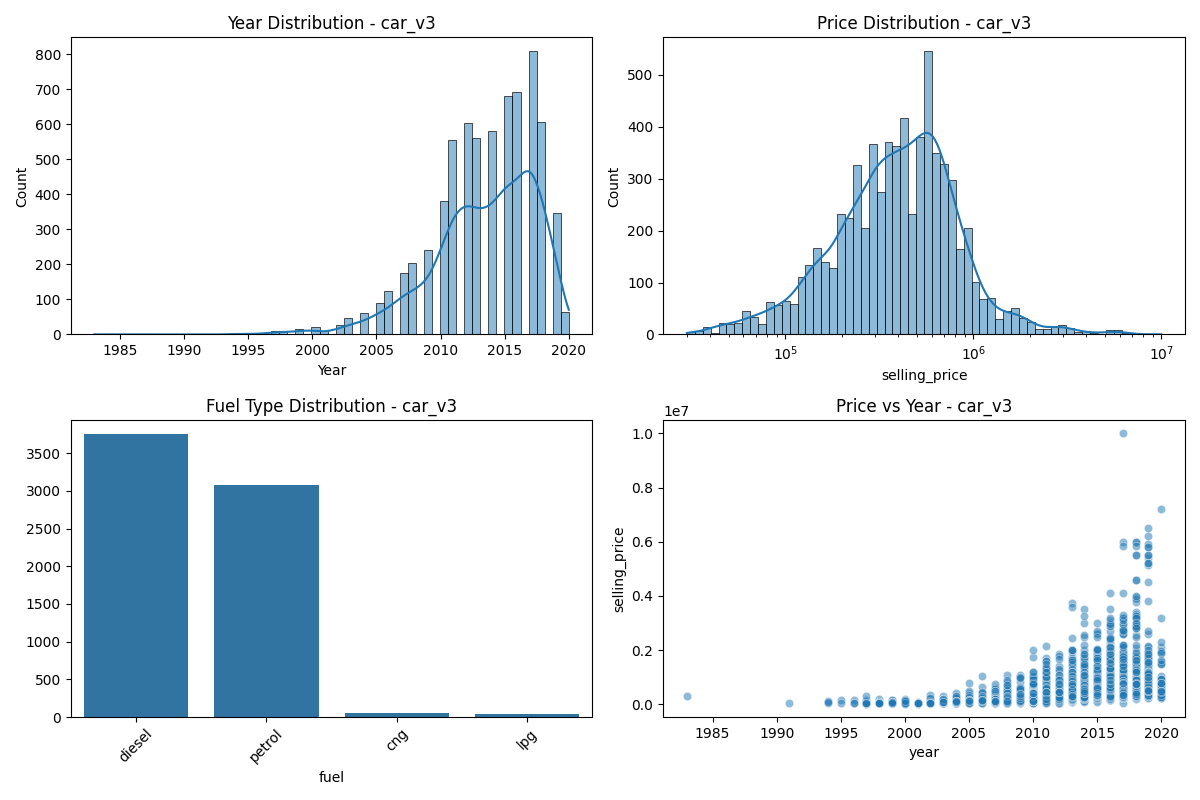 Year Distribution - car_v3
Count
800
700
600
500
400
300
200
100
0
1985 1990 1995 2000 2005 2010 2015 2020
Year
Price Distribution - car_v3
Count
500
400
300
200
100
0
10^5 10^6 10^7
selling_price
Fuel Type Distribution - car_v3
3500
3000
2500
2000
1500
1000
500
0
diesel petrol cng lpg
fuel
Price vs Year - car_v3
1e7
selling_price
1.0
0.8
0.6
0.4
0.2
0.0
1985 1990 1995 2000 2005 2010 2015 2020
year